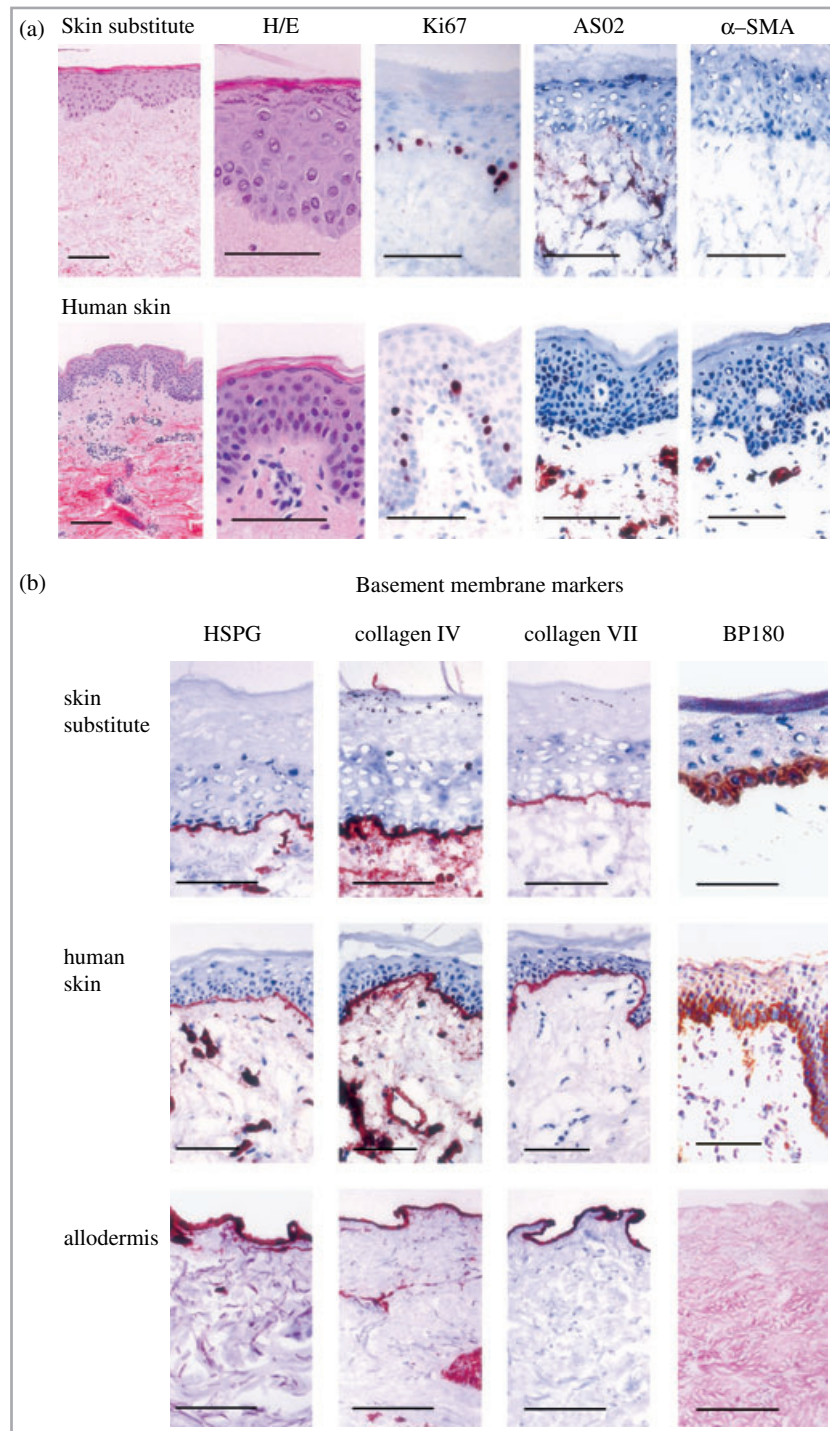 (a)
Skin substitute H/E Ki67 AS02 α–SMA
Human skin
(b)
Basement membrane markers
HSPG collagen IV collagen VII BP180
skin
substitute
human
skin
allodermis